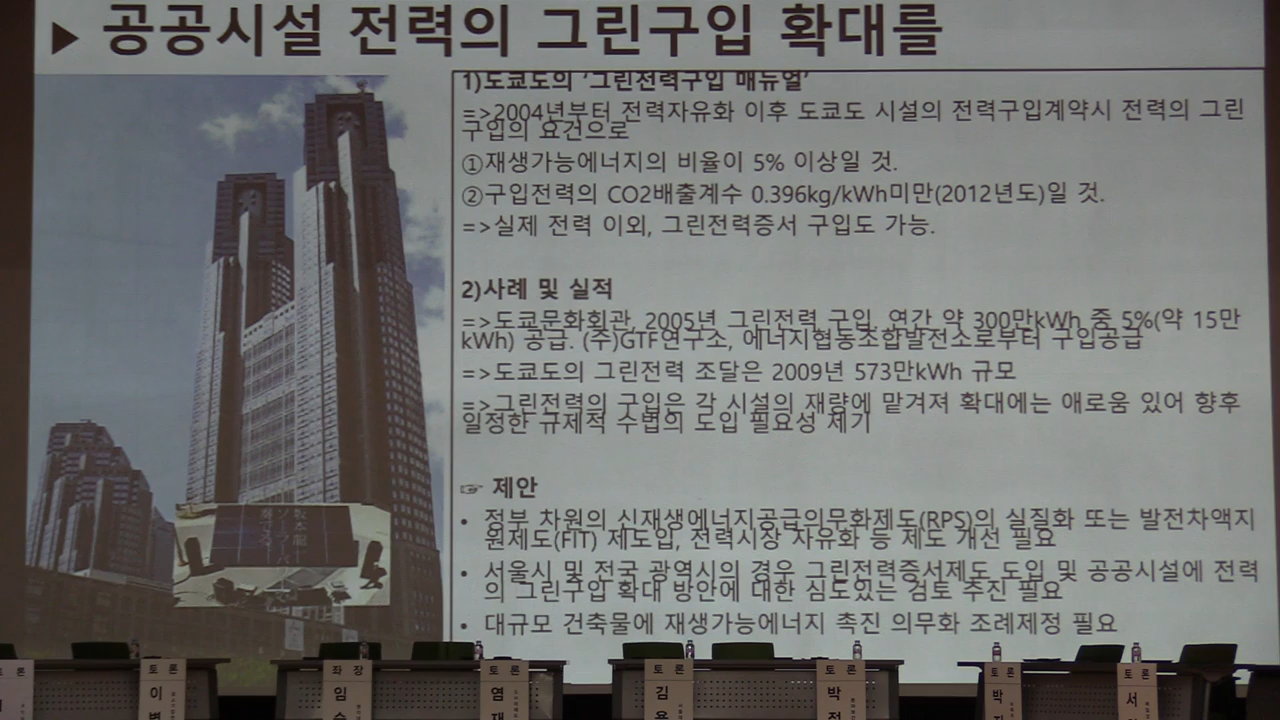 ▶ 공공시설 전력의 그린구입 확대를
1)도쿄도의 '그린전력구입 매뉴얼'
=>2004년부터 전력자유화 이후 도쿄도 시설의 전력구입계약시 전력의 그린
구입의 요건으로
①재생가능에너지의 비율이 5% 이상일 것.
②구입전력의 CO2배출계수 0.396kg/kWh미만(2012년도)일 것.
=>실제 전력 이외, 그린전력증서 구입도 가능.
2)사례 및 실적
=>도쿄문화회관, 2005년 그린전력 구입, 연간 약 300만kWh 중 5%(약 15만
kWh) 공급. (주)GTF연구소, 에너지협동조합발전소로부터 구입공급
=>도쿄도의 그린전력 조달은 2009년 573만kWh 규모
=>그린전력의 구입은 각 시설의 재량에 맡겨져 확대에는 애로움 있어 향후
일정한 규제적 수법의 도입 필요성 제기
☞ 제안
• 정부 차원의 신재생에너지공급의무화제도(RPS)의 실질화 또는 발전차액지
원제도(FIT) 재도입, 전력시장 자유화 등 제도 개선 필요
• 서울시 및 전국 광역시의 경우 그린전력증서제도 도입 및 공공시설에 전력
의 그린구입 확대 방안에 대한 심도있는 검토 추진 필요
• 대규모 건축물에 재생가능에너지 촉진 의무화 조례제정 필요
토론
이
좌장
임
토론
염
토론
김
토론
박
토론
박
토론
서